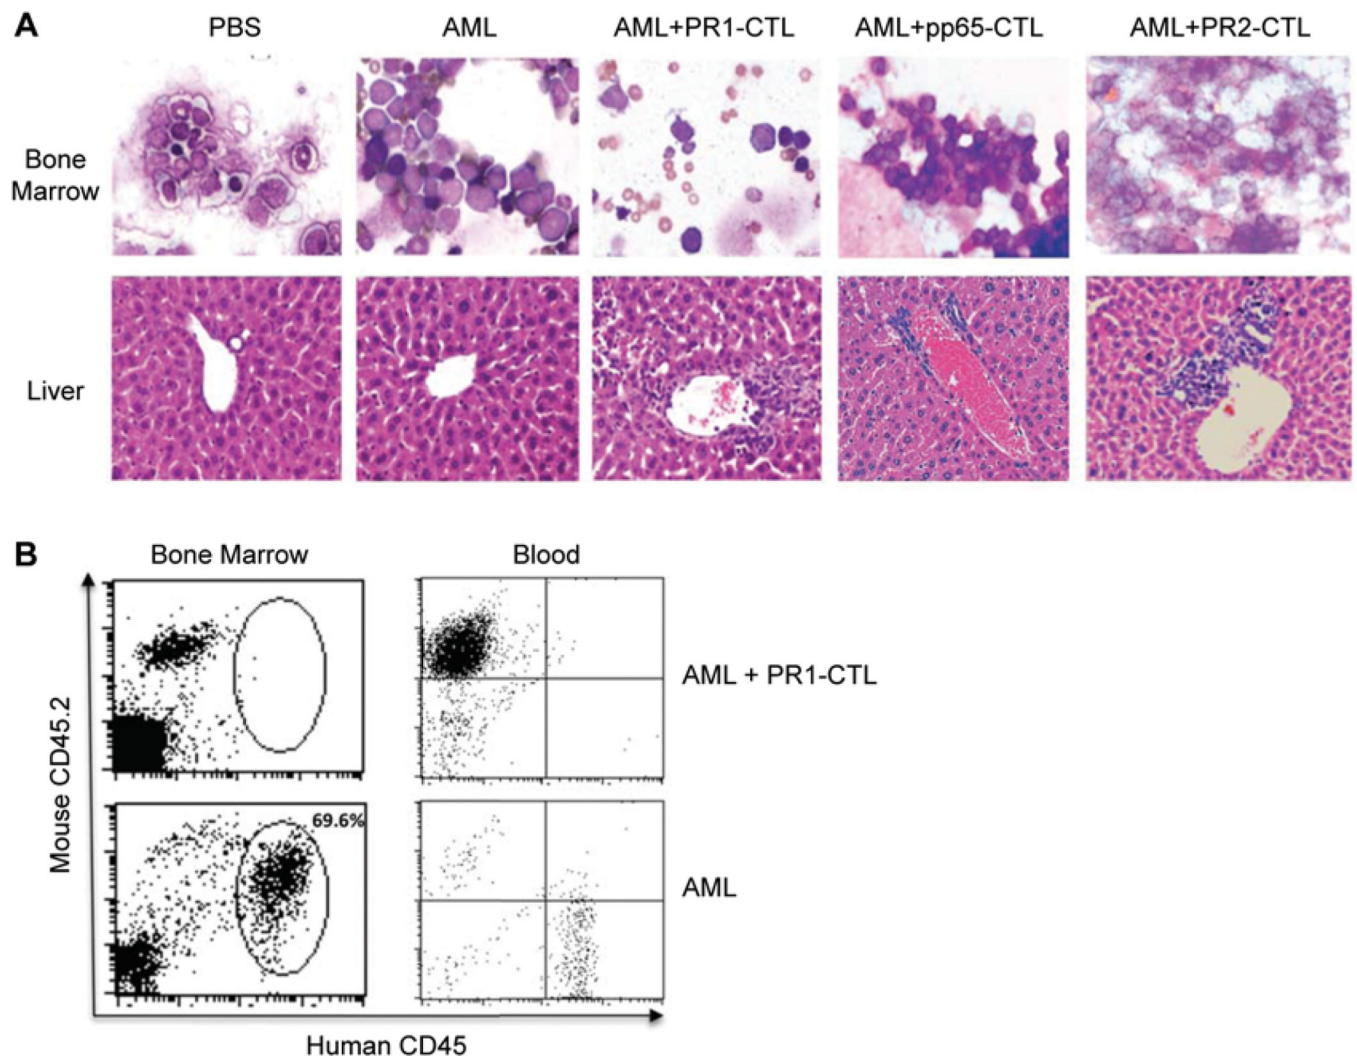 A
PBS
AML
AML+PR1-CTL
AML+pp65-CTL
AML+PR2-CTL
Bone
Marrow
Liver
B
Bone Marrow
Blood
AML + PR1-CTL
69.6%
AML
Mouse CD45.2
Human CD45